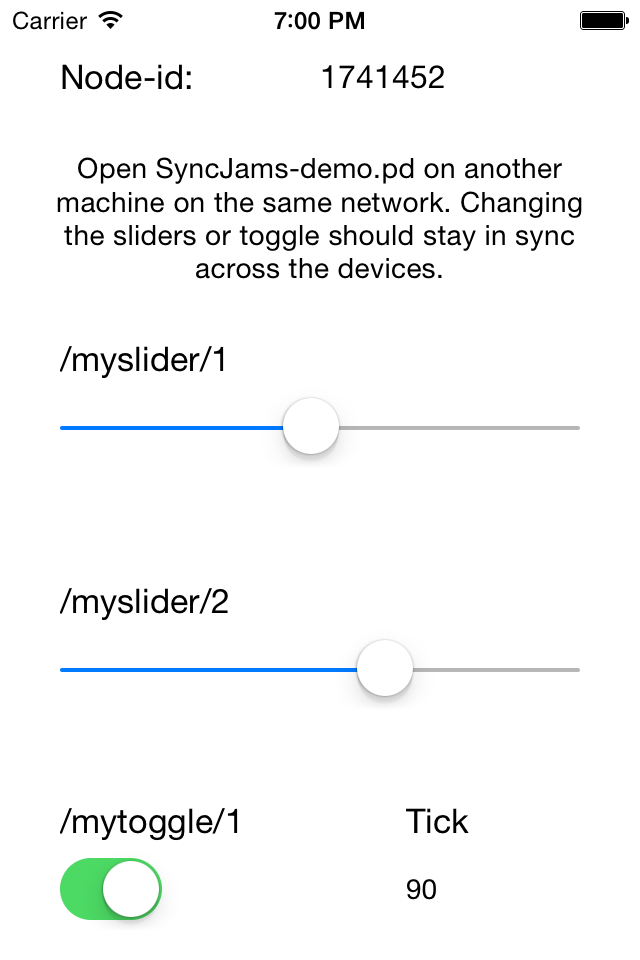 Carrier 7:00 PM
Node-id: 1741452
Open SyncJams-demo.pd on another
machine on the same network. Changing
the sliders or toggle should stay in sync
across the devices.
/myslider/1
/myslider/2
/mytoggle/1 Tick
90